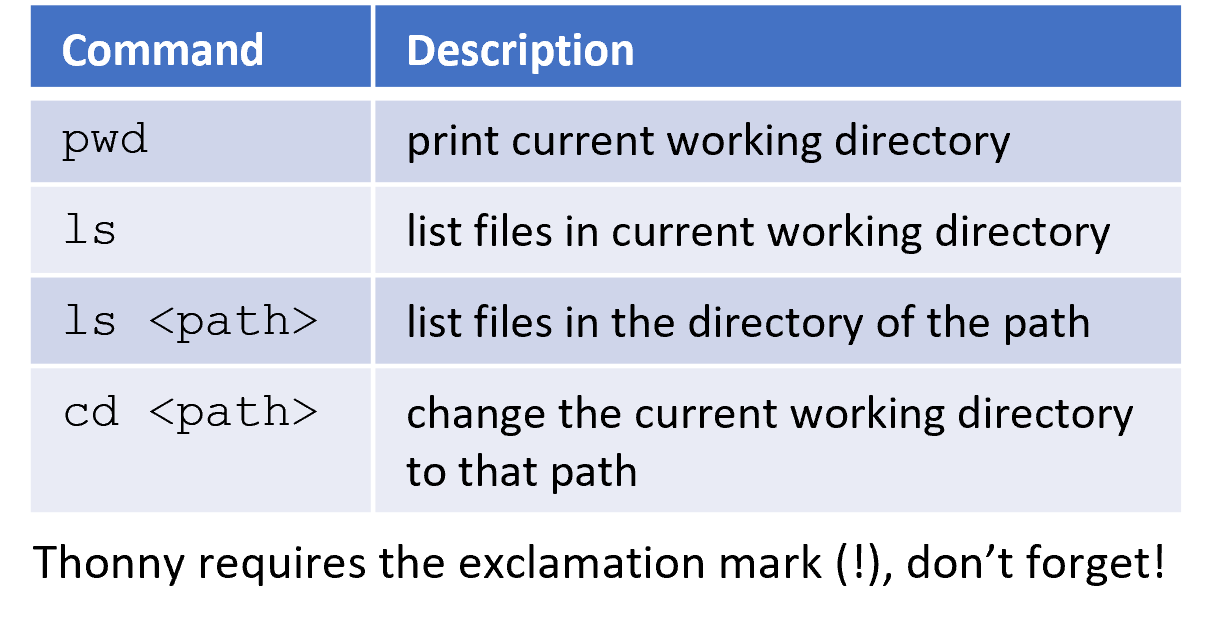 Command Description
pwd print current working directory
ls list files in current working directory
ls <path> list files in the directory of the path
cd <path> change the current working directory
to that path
Thonny requires the exclamation mark (!), don’t forget!